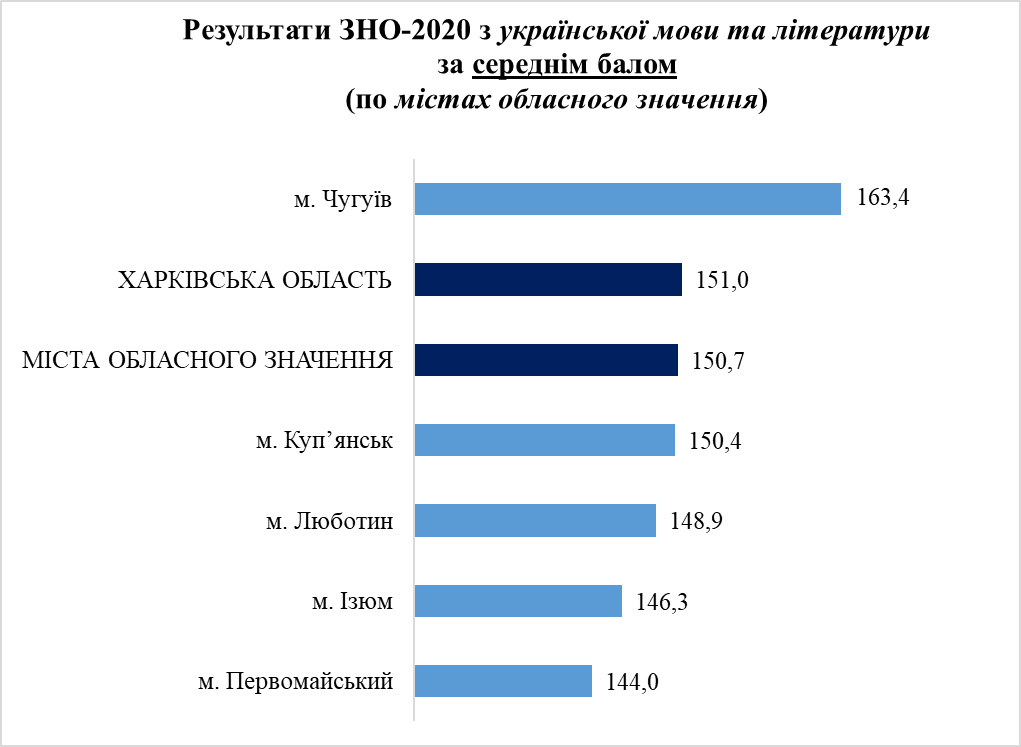 Результати ЗНО-2020 з української мови та літератури
за середнім балом
(по містах обласного значення)
м. Чугуїв 163,4
ХАРКІВСЬКА ОБЛАСТЬ 151,0
МІСТА ОБЛАСНОГО ЗНАЧЕННЯ 150,7
м. Куп’янськ 150,4
м. Люботин 148,9
м. Ізюм 146,3
м. Первомайський 144,0